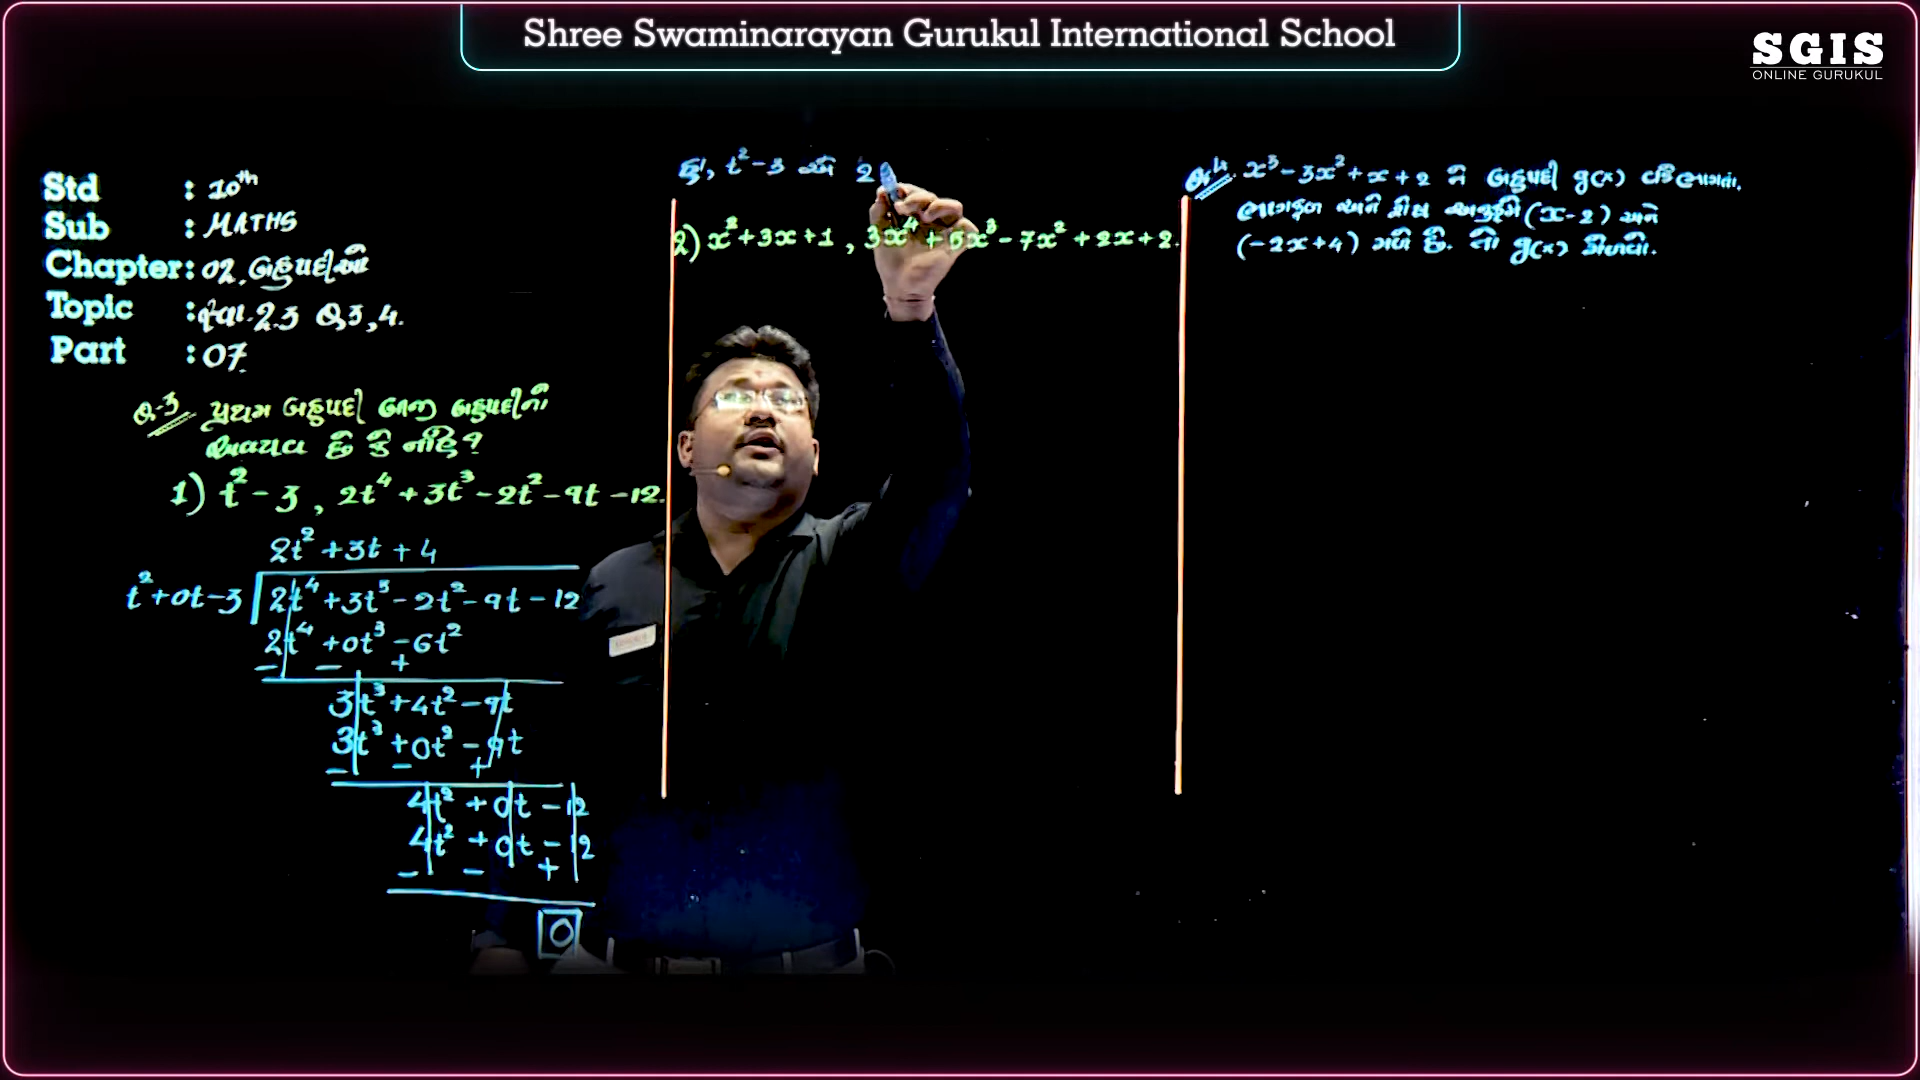 Shree Swaminarayan Gurukul International School
SGIS
ONLINE GURUKUL
Std : 10th
Sub : MATHS
Chapter : 02. બહુપદીઓ
Topic : સ્વા. 2.3 Q.3,4.
Part : 07
Q-3 પ્રથમ બહુપદી બીજી બહુપદીનો
અવયવ છે કે નહિ?
1) t² - 3 , 2t⁴ + 3t³ - 2t² - 9t - 12.
2t² + 3t + 4
t² + 0t - 3 2t⁴ + 3t³ - 2t² - 9t - 12
2t⁴ + 0t³ - 6t²
- - +
3t³ + 4t² - 9t
3t³ + 0t² - 9t
- - +
4t² + 0t - 12
4t² + 0t - 12
- - +
0
હા, t² - 3 એ 2
2) x² + 3x + 1 , 3x⁴ + 5x³ - 7x² + 2x + 2.
Q.4. x³ - 3x² + x + 2 ને બહુપદી g(x) વડે ભાગતાં,
ભાગફળ અને શેષ અનુક્રમે (x - 2) અને
(-2x + 4) મળે છે. તો g(x) મેળવો.